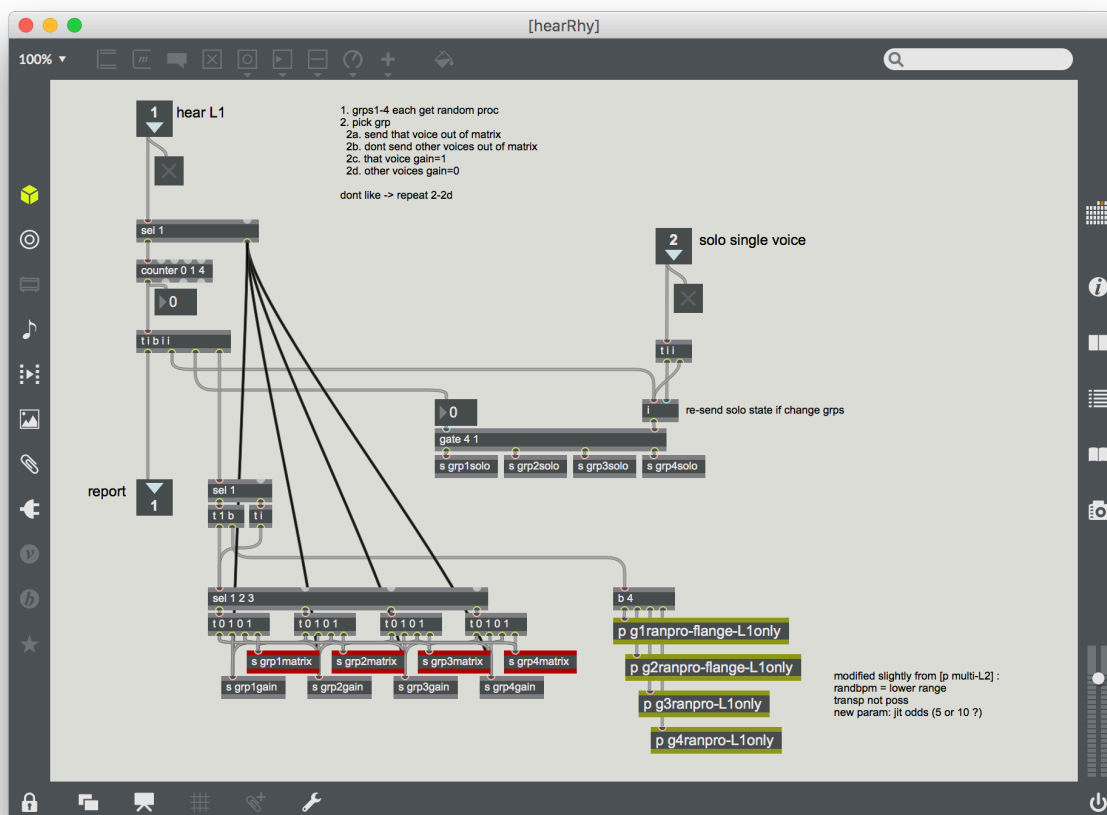 [hearRhy]
100%
1
hear L1
1. grps1-4 each get random proc
2. pick grp
2a. send that voice out of matrix
2b. dont send other voices out of matrix
2c. that voice gain=1
2d. other voices gain=0
dont like -> repeat 2-2d
sel 1
2
solo single voice
counter 0 1 4
0
t i b i i
t i i
0
i
re-send solo state if change grps
gate 4 1
s grp1solo
s grp2solo
s grp3solo
s grp4solo
report
1
sel 1
t 1 b
t i
sel 1 2 3
b 4
t 0 1 0 1
t 0 1 0 1
t 0 1 0 1
t 0 1 0 1
p g1ranpro-flange-L1only
s grp1matrix
s grp2matrix
s grp3matrix
s grp4matrix
p g2ranpro-flange-L1only
s grp1gain
s grp2gain
s grp3gain
s grp4gain
p g3ranpro-L1only
p g4ranpro-L1only
modified slightly from [p multi-L2] :
randbpm = lower range
transp not poss
new param: jit odds (5 or 10 ?)